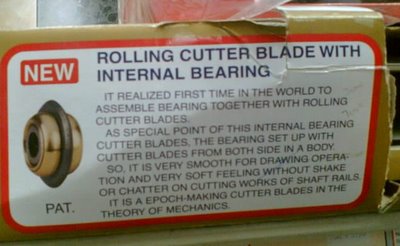 NEW
ROLLING CUTTER BLADE WITH
INTERNAL BEARING
IT REALIZED FIRST TIME IN THE WORLD TO
ASSEMBLE BEARING TOGETHER WITH ROLLING
CUTTER BLADES.
AS SPECIAL POINT OF THIS INTERNAL BEARING
CUTTER BLADES, THE BEARING SET UP WITH
CUTTER BLADES FROM BOTH SIDE IN A BODY.
SO, IT IS VERY SMOOTH FOR DRAWING OPERA-
TION AND VERY SOFT FEELING WITHOUT SHAKE
OR CHATTER ON CUTTING WORKS OF SHAFT RAILS.
IT IS A EPOCH-MAKING CUTTER BLADES IN THE
THEORY OF MECHANICS.
PAT.